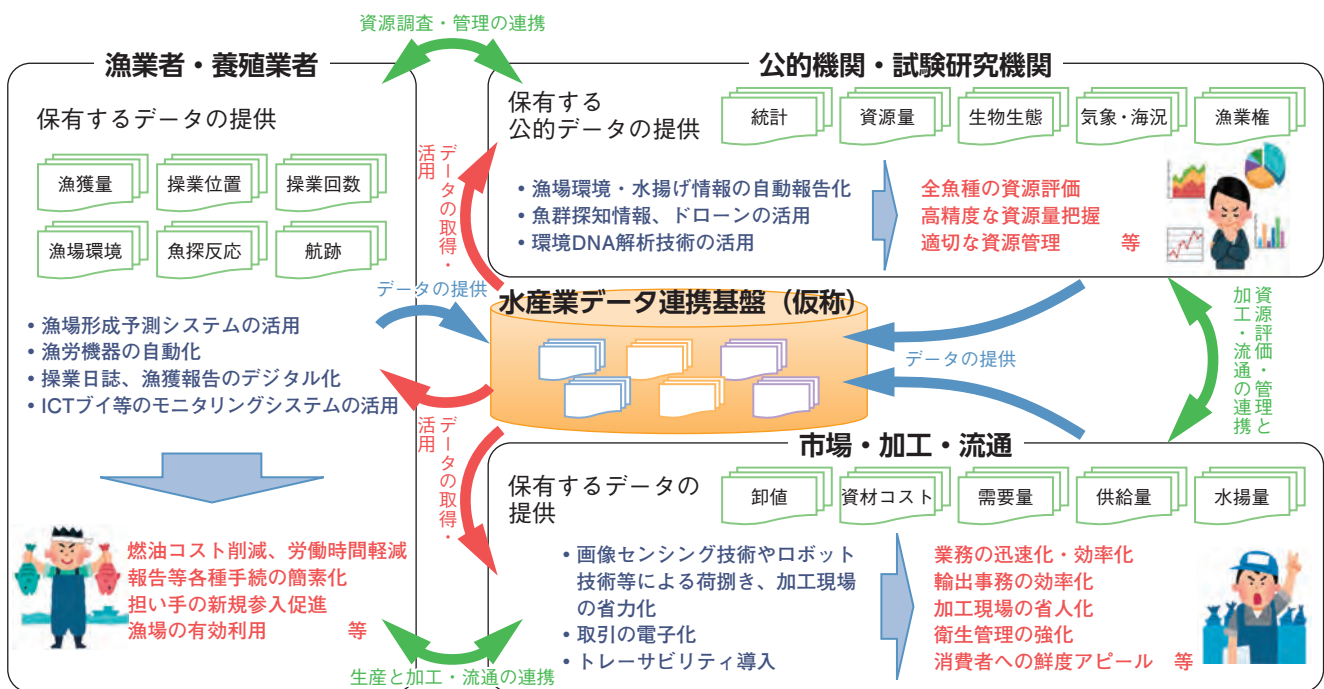 資源調査・管理の連携
漁業者・養殖業者
保有するデータの提供
漁獲量
操業位置
操業回数
漁場環境
魚探反応
航跡
データの提供
• 漁場形成予測システムの活用
• 漁労機器の自動化
• 操業日誌、漁獲報告のデジタル化
• ICTブイ等のモニタリングシステムの活用
燃油コスト削減、労働時間軽減
報告等各種手続の簡素化
担い手の新規参入促進
漁場の有効利用 等
データの取得・
活用
公的機関・試験研究機関
保有する
公的データの提供
統計
資源量
生物生態
気象・海況
漁業権
• 漁場環境・水揚げ情報の自動報告化
• 魚群探知情報、ドローンの活用
• 環境DNA解析技術の活用
全魚種の資源評価
高精度な資源量把握
適切な資源管理 等
水産業データ連携基盤（仮称）
データの提供
資源評価・管理と
加工・流通の連携
データの取得・
活用
市場・加工・流通
保有するデータの
提供
卸値
資材コスト
需要量
供給量
水揚量
• 画像センシング技術やロボット
技術等による荷捌き、加工現場
の省力化
• 取引の電子化
• トレーサビリティ導入
業務の迅速化・効率化
輸出事務の効率化
加工現場の省人化
衛生管理の強化
消費者への鮮度アピール 等
生産と加工・流通の連携